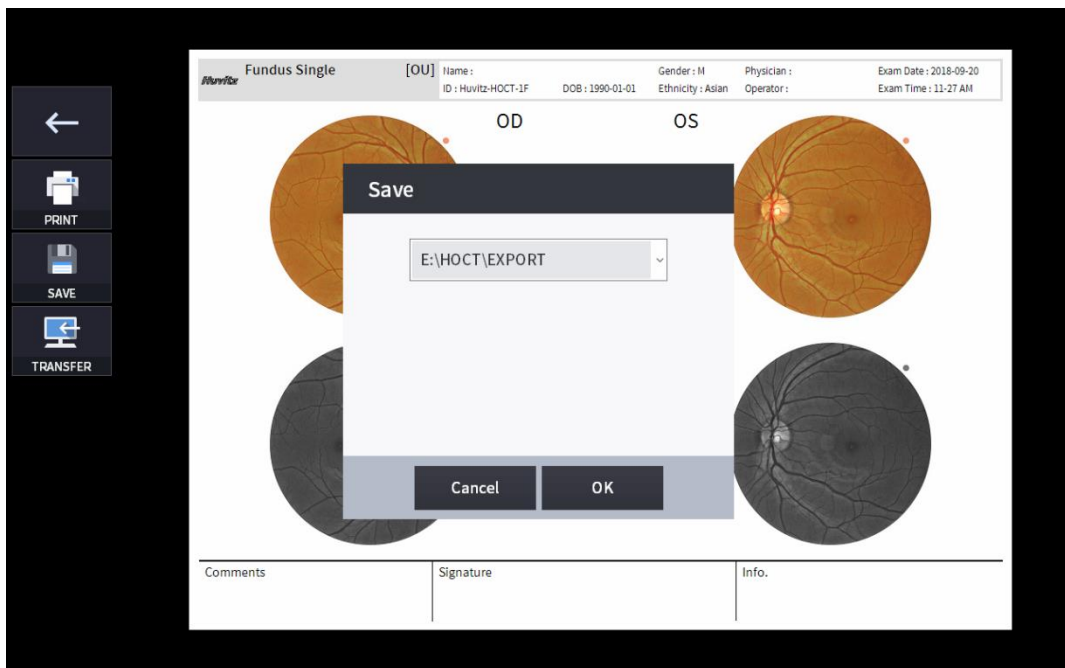 Huvitz Fundus Single [OU] Name : Gender : M Physician : Exam Date : 2018-09-20
ID : Huvitz-HOCT-1F DOB : 1990-01-01 Ethnicity : Asian Operator : Exam Time : 11-27 AM
OD OS
Save
E:\HOCT\EXPORT
Cancel OK
PRINT
SAVE
TRANSFER
Comments Signature Info.